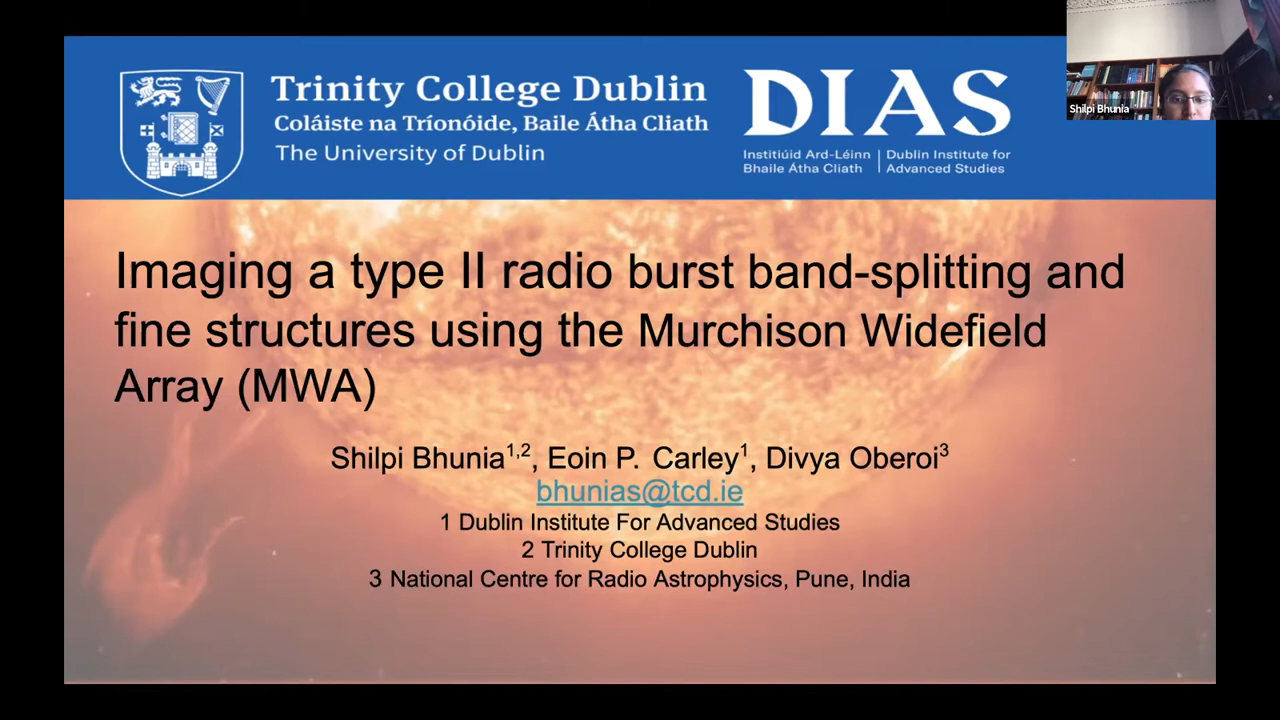 Trinity College Dublin
Coláiste na Tríonóide, Baile Átha Cliath
The University of Dublin
DIAS
Institiúid Ard-Léinn
Bhaile Átha Cliath
Dublin Institute for
Advanced Studies
Shilpi Bhunia
Imaging a type II radio burst band-splitting and
fine structures using the Murchison Widefield
Array (MWA)
Shilpi Bhunia1,2, Eoin P. Carley1, Divya Oberoi3
bhunias@tcd.ie
1 Dublin Institute For Advanced Studies
2 Trinity College Dublin
3 National Centre for Radio Astrophysics, Pune, India